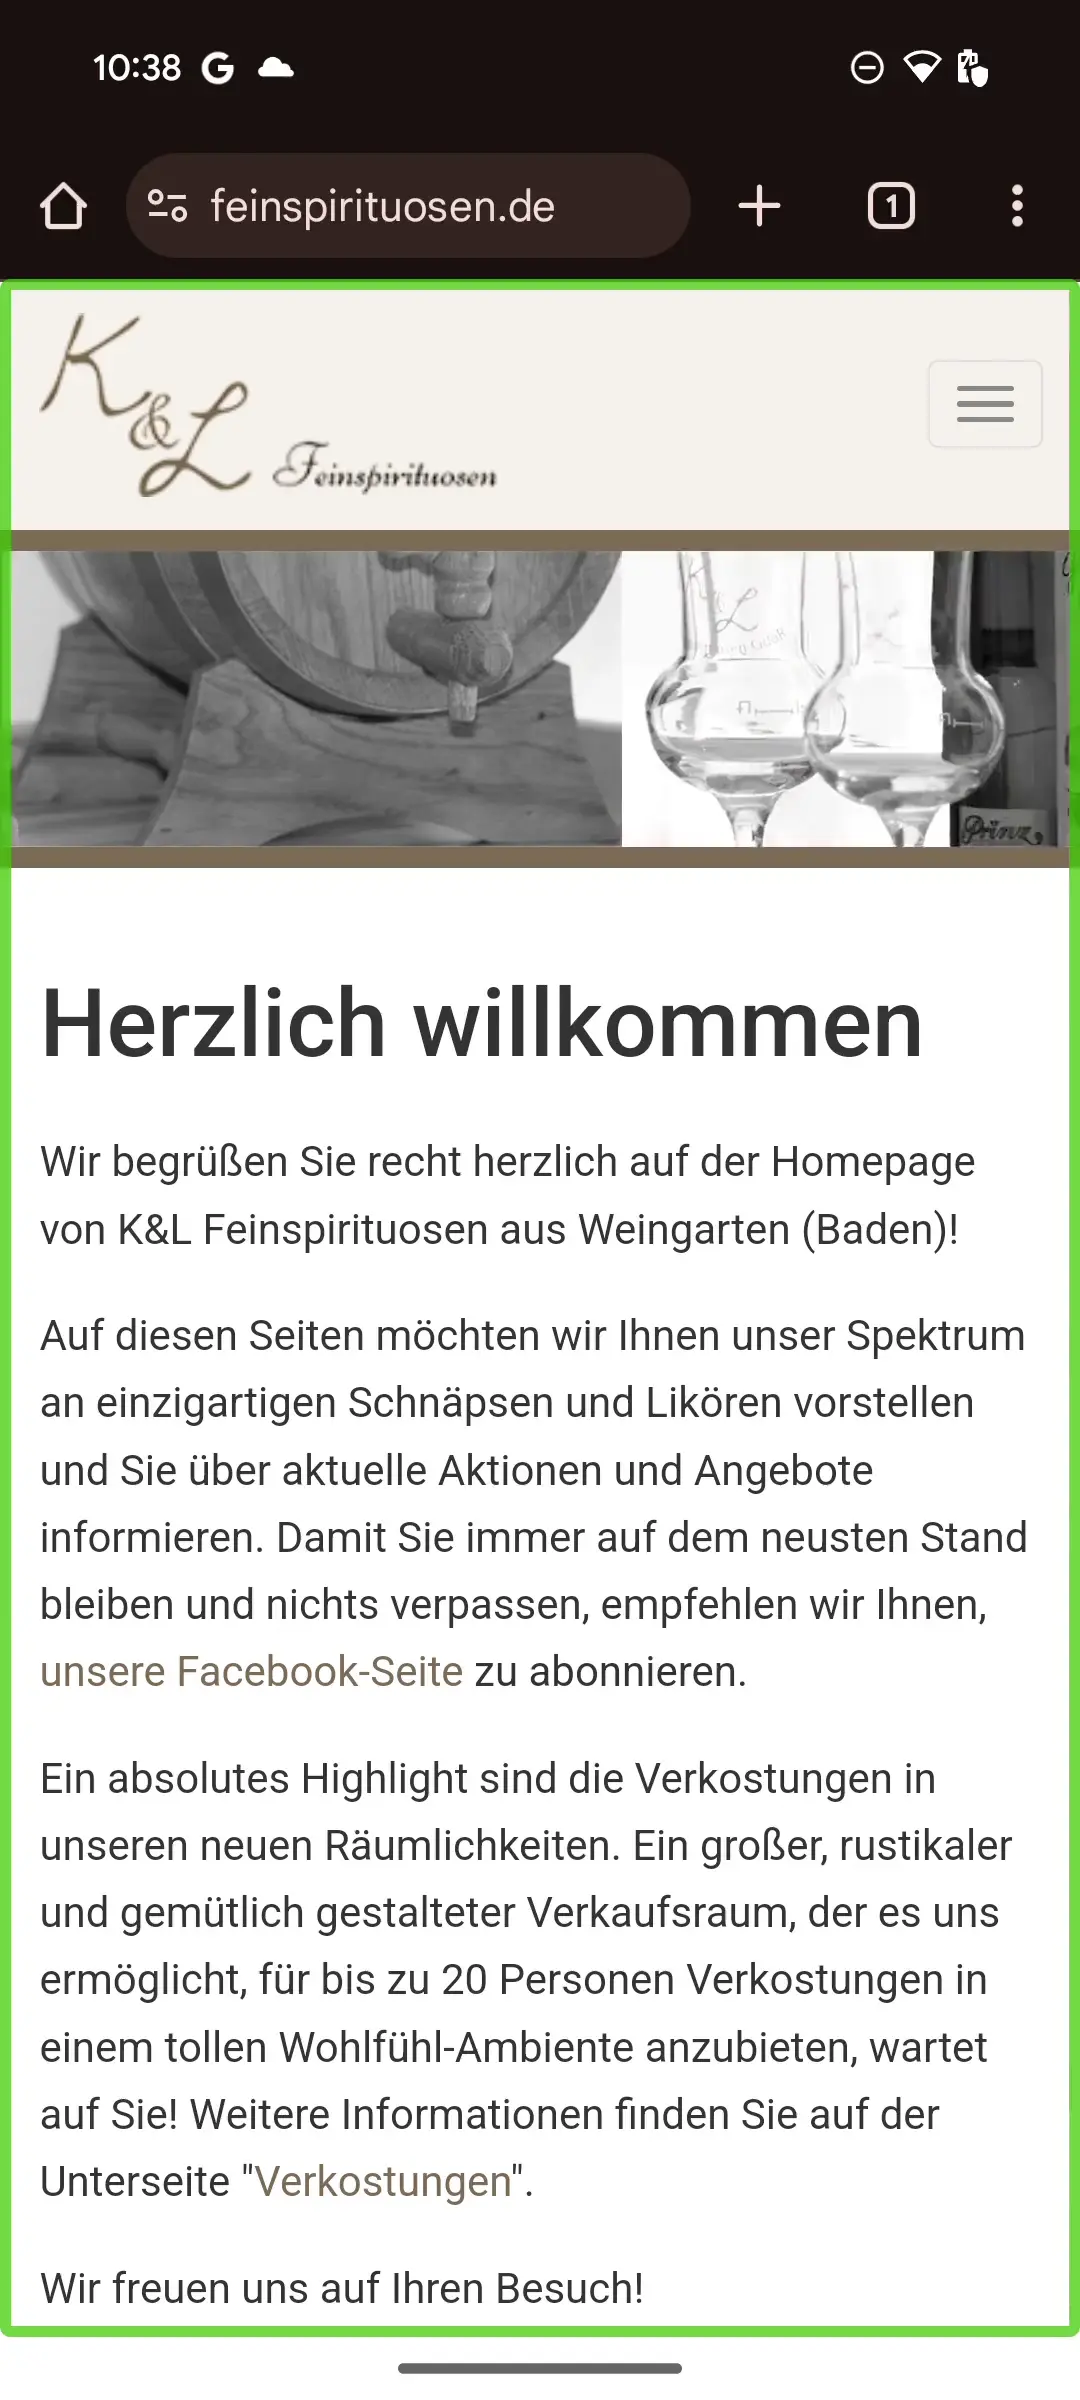 10:38
feinspirituosen.de
1
K&L Feinspirituosen
K&L
Prinz
Herzlich willkommen
Wir begrüßen Sie recht herzlich auf der Homepage
von K&L Feinspirituosen aus Weingarten (Baden)!
Auf diesen Seiten möchten wir Ihnen unser Spektrum
an einzigartigen Schnäpsen und Likören vorstellen
und Sie über aktuelle Aktionen und Angebote
informieren. Damit Sie immer auf dem neusten Stand
bleiben und nichts verpassen, empfehlen wir Ihnen,
unsere Facebook-Seite zu abonnieren.
Ein absolutes Highlight sind die Verkostungen in
unseren neuen Räumlichkeiten. Ein großer, rustikaler
und gemütlich gestalteter Verkaufsraum, der es uns
ermöglicht, für bis zu 20 Personen Verkostungen in
einem tollen Wohlfühl-Ambiente anzubieten, wartet
auf Sie! Weitere Informationen finden Sie auf der
Unterseite "Verkostungen".
Wir freuen uns auf Ihren Besuch!